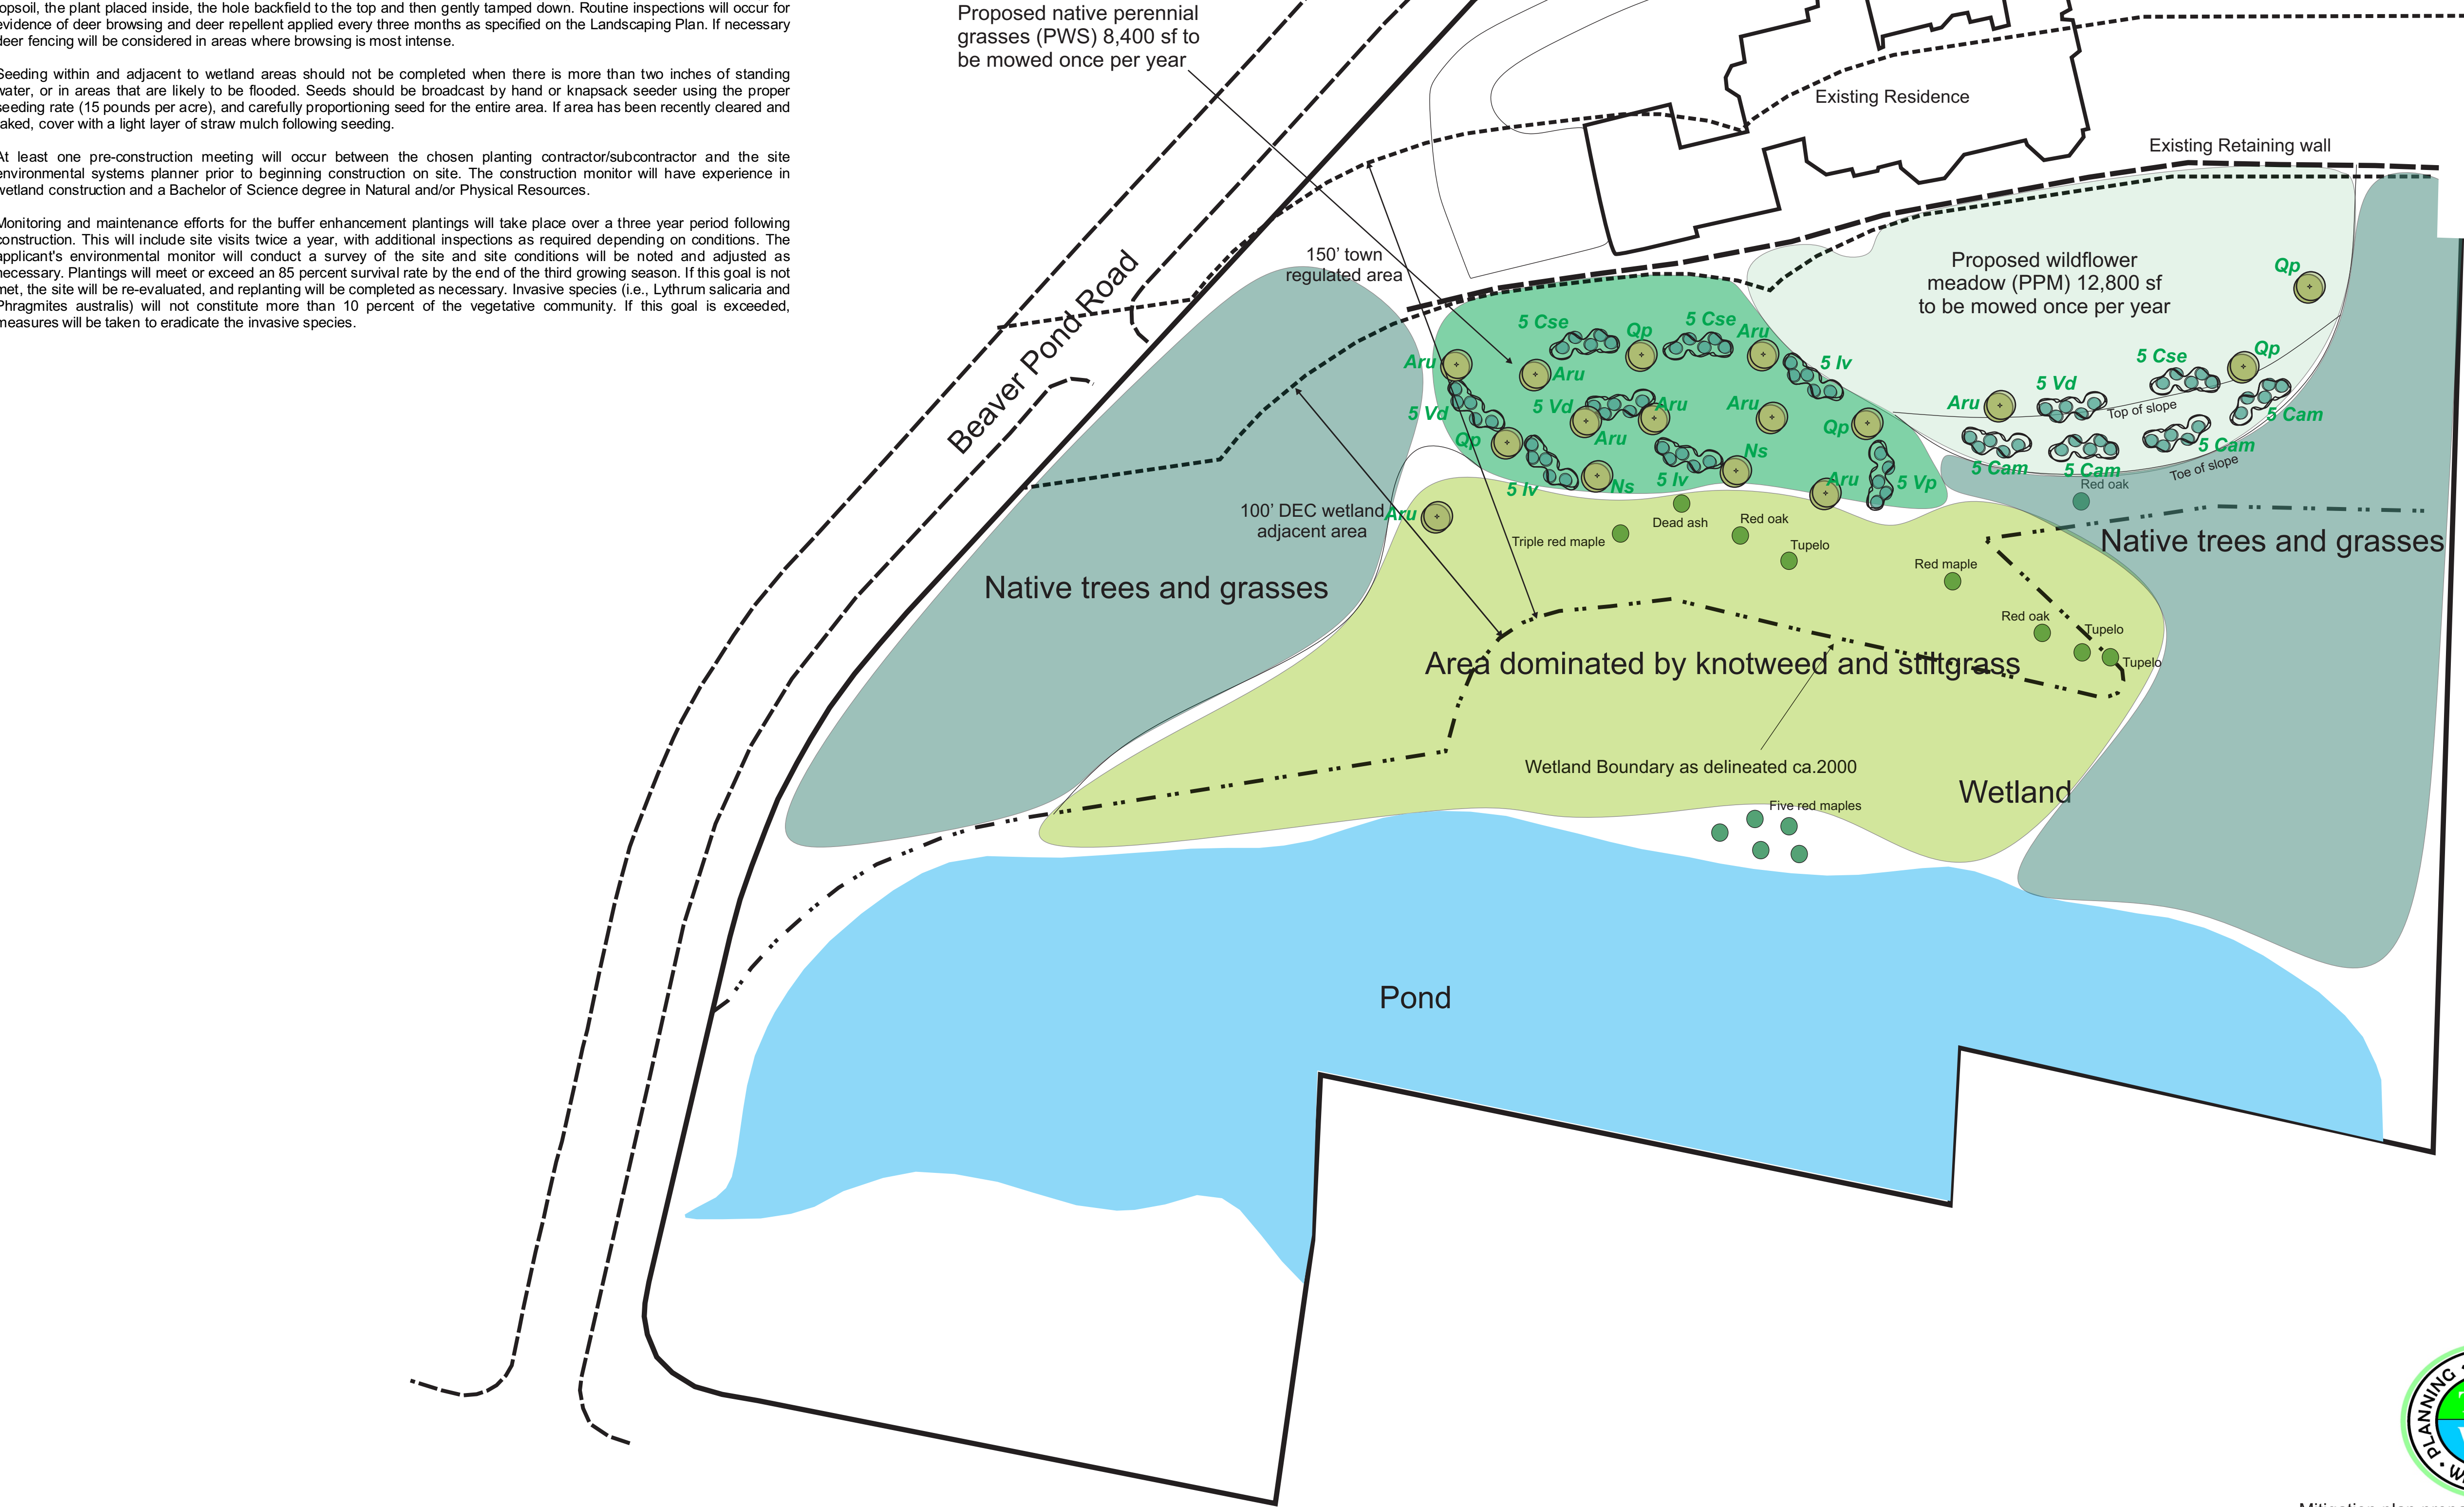 opsoil, the plant placed inside, the hole backfield to the top and then gently tamped down. Routine inspections will occur for
evidence of deer browsing and deer repellent applied every three months as specified on the Landscaping Plan. If necessary
deer fencing will be considered in areas where browsing is most intense.
Seeding within and adjacent to wetland areas should not be completed when there is more than two inches of standing
water, or in areas that are likely to be flooded. Seeds should be broadcast by hand or knapsack seeder using the proper
seeding rate (15 pounds per acre), and carefully proportioning seed for the entire area. If area has been recently cleared and
raked, cover with a light layer of straw mulch following seeding.
At least one pre-construction meeting will occur between the chosen planting contractor/subcontractor and the site
environmental systems planner prior to beginning construction on site. The construction monitor will have experience in
wetland construction and a Bachelor of Science degree in Natural and/or Physical Resources.
Monitoring and maintenance efforts for the buffer enhancement plantings will take place over a three year period following
construction. This will include site visits twice a year, with additional inspections as required depending on conditions. The
applicant's environmental monitor will conduct a survey of the site and site conditions will be noted and adjusted as
necessary. Plantings will meet or exceed an 85 percent survival rate by the end of the third growing season. If this goal is not
met, the site will be re-evaluated, and replanting will be completed as necessary. Invasive species (i.e., Lythrum salicaria and
Phragmites australis) will not constitute more than 10 percent of the vegetative community. If this goal is exceeded,
measures will be taken to eradicate the invasive species.
Proposed native perennial
grasses (PWS) 8,400 sf to
be mowed once per year
Existing Residence
Existing Retaining wall
Beaver Pond Road
150' town
regulated area
Proposed wildflower
meadow (PPM) 12,800 sf
to be mowed once per year
Qp
5 Cse
Qp
5 Cse
Aru
Aru
Aru
5 Iv
5 Cse
Qp
5 Vd
5 Vd
Aru
Aru
Qp
Aru
5 Vd
Aru
5 Cam
Top of slope
Qp
Aru
Ns
5 Cam
5 Cam
5 Cam
Toe of slope
5 Iv
Ns
5 Iv
Aru
5 Vp
Red oak
100' DEC wetland
adjacent area
Aru
Dead ash
Red oak
Triple red maple
Tupelo
Red maple
Native trees and grasses
Native trees and grasses
Red oak
Tupelo
Tupelo
Area dominated by knotweed and stiltgrass
Wetland Boundary as delineated ca.2000
Wetland
Five red maples
Pond
PLANNING